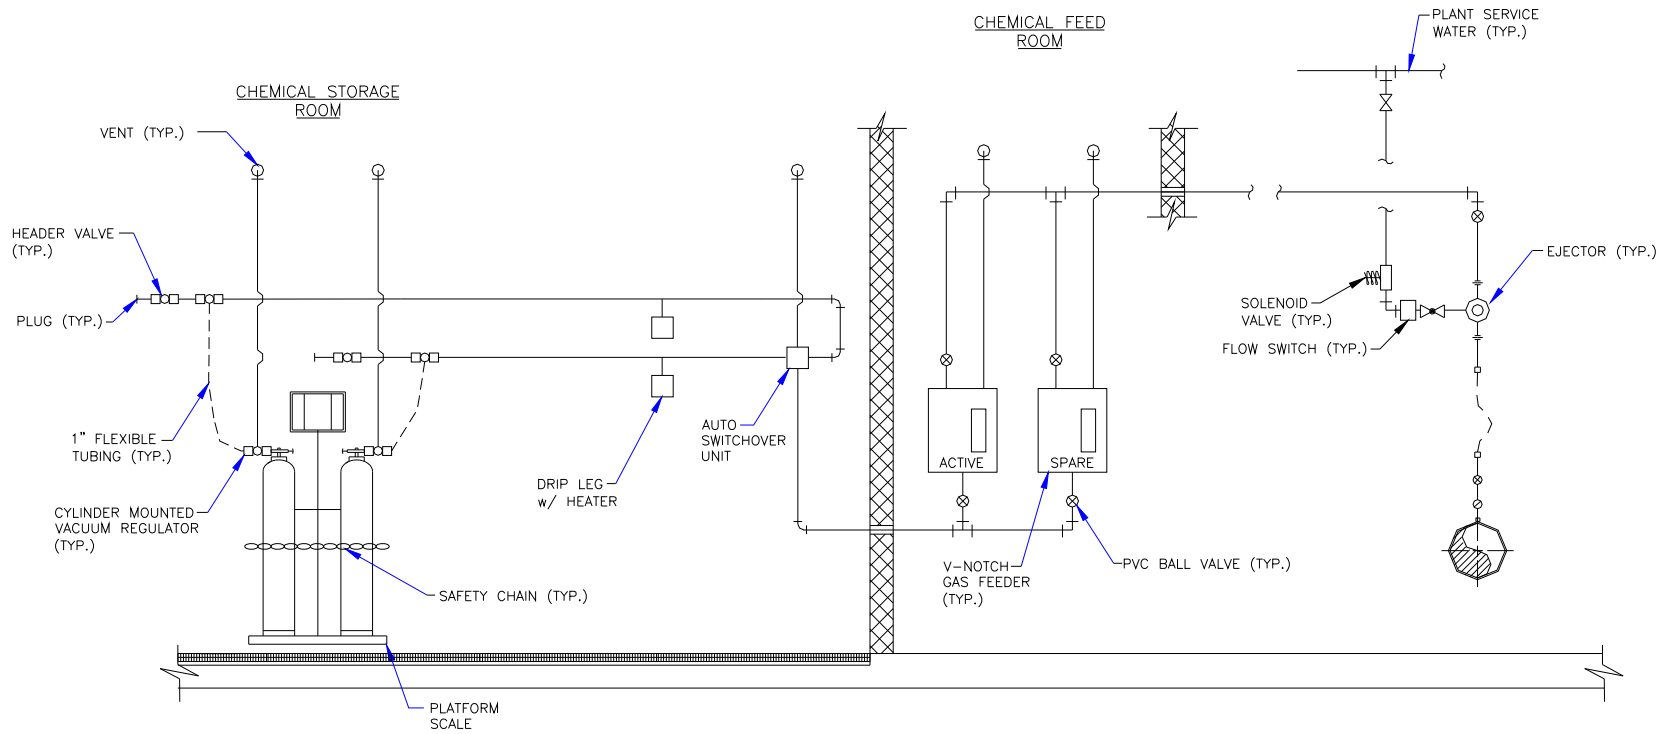 CHEMICAL FEED
ROOM
PLANT SERVICE
WATER (TYP.)
CHEMICAL STORAGE
ROOM
VENT (TYP.)
HEADER VALVE
(TYP.)
PLUG (TYP.)
EJECTOR (TYP.)
SOLENOID
VALVE (TYP.)
FLOW SWITCH (TYP.)
1" FLEXIBLE
TUBING (TYP.)
AUTO
SWITCHOVER
UNIT
ACTIVE
SPARE
DRIP LEG
w/ HEATER
CYLINDER MOUNTED
VACUUM REGULATOR
(TYP.)
V-NOTCH
GAS FEEDER
(TYP.)
PVC BALL VALVE (TYP.)
SAFETY CHAIN (TYP.)
PLATFORM
SCALE